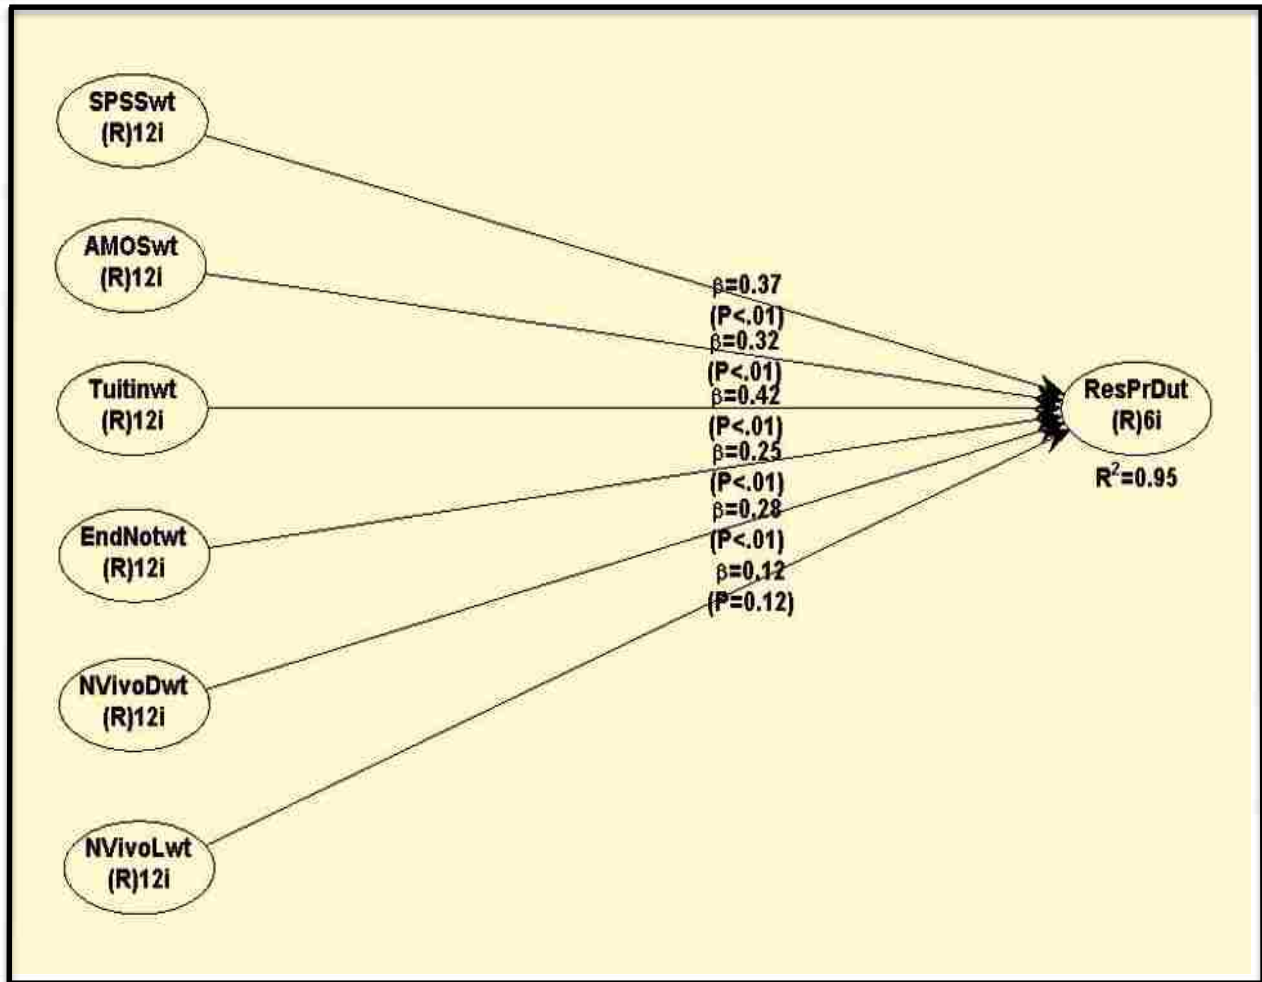 SPSSwt
(R)12i
AMOSwt
(R)12i
Tuitinwt
(R)12i
EndNotwt
(R)12i
NVivoDwt
(R)12i
NVivoLwt
(R)12i
β=0.37
(P<.01)
β=0.32
(P<.01)
β=0.42
(P<.01)
β=0.25
(P<.01)
β=0.28
(P<.01)
β=0.12
(P=0.12)
ResPrDut
(R)6i
R²=0.95